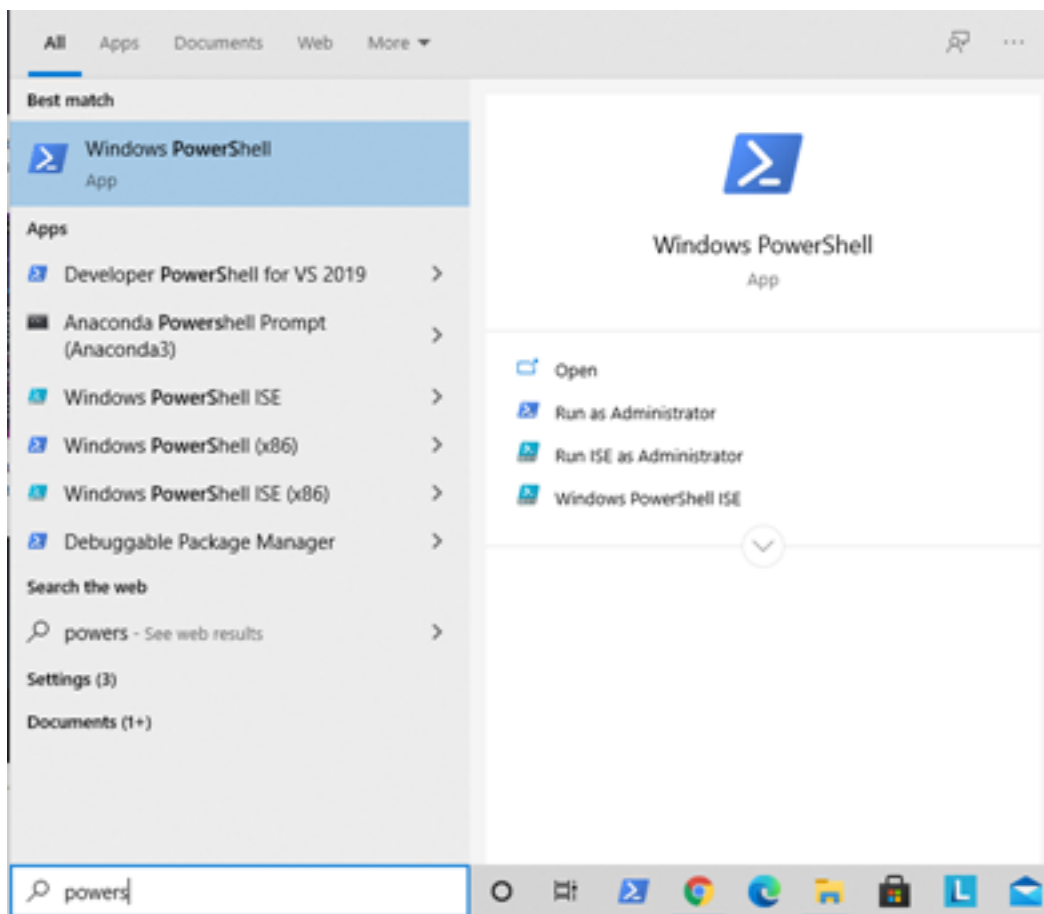 All Apps Documents Web More
Best match
Windows PowerShell
App
Apps
Developer PowerShell for VS 2019
Anaconda Powershell Prompt
(Anaconda3)
Windows PowerShell ISE
Windows PowerShell (x86)
Windows PowerShell ISE (x86)
Debuggable Package Manager
Search the web
powers - See web results
Settings (3)
Documents (1+)
Windows PowerShell
App
Open
Run as Administrator
Run ISE as Administrator
Windows PowerShell ISE
powers
L